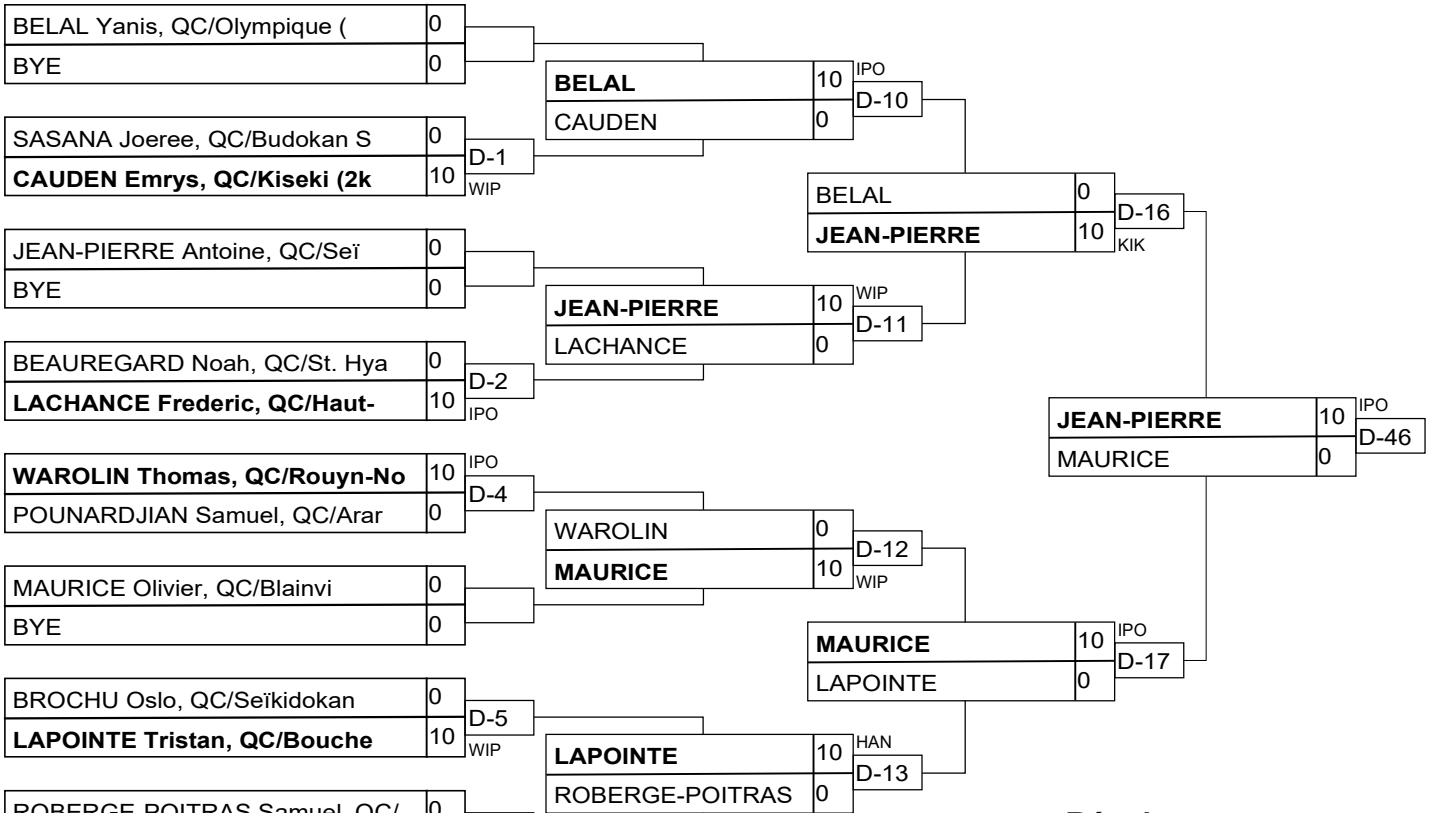 BELAL Yanis, QC/Olympique ( 0
BYE 0
SASANA Joeree, QC/Budokan S 0
D-1
CAUDEN Emrys, QC/Kiseki (2k 10 WIP
JEAN-PIERRE Antoine, QC/Seï 0
BYE 0
BEAUREGARD Noah, QC/St. Hya 0
D-2
LACHANCE Frederic, QC/Haut- 10 IPO
WAROLIN Thomas, QC/Rouyn-No 10 IPO
D-4
POUNARDJIAN Samuel, QC/Arar 0
MAURICE Olivier, QC/Blainvi 0
BYE 0
BROCHU Oslo, QC/Seïkidokan 0
D-5
LAPOINTE Tristan, QC/Bouche 10 WIP
ROBERGE-POITRAS Samuel, QC/ 0
BELAL 10 IPO
D-10
CAUDEN 0
JEAN-PIERRE 10 WIP
D-11
LACHANCE 0
WAROLIN 0
D-12
MAURICE 10 WIP
LAPOINTE 10 HAN
D-13
ROBERGE-POITRAS 0
BELAL 0
D-16
JEAN-PIERRE 10 KIK
MAURICE 10 IPO
D-17
LAPOINTE 0
JEAN-PIERRE 10 IPO
D-46
MAURICE 0